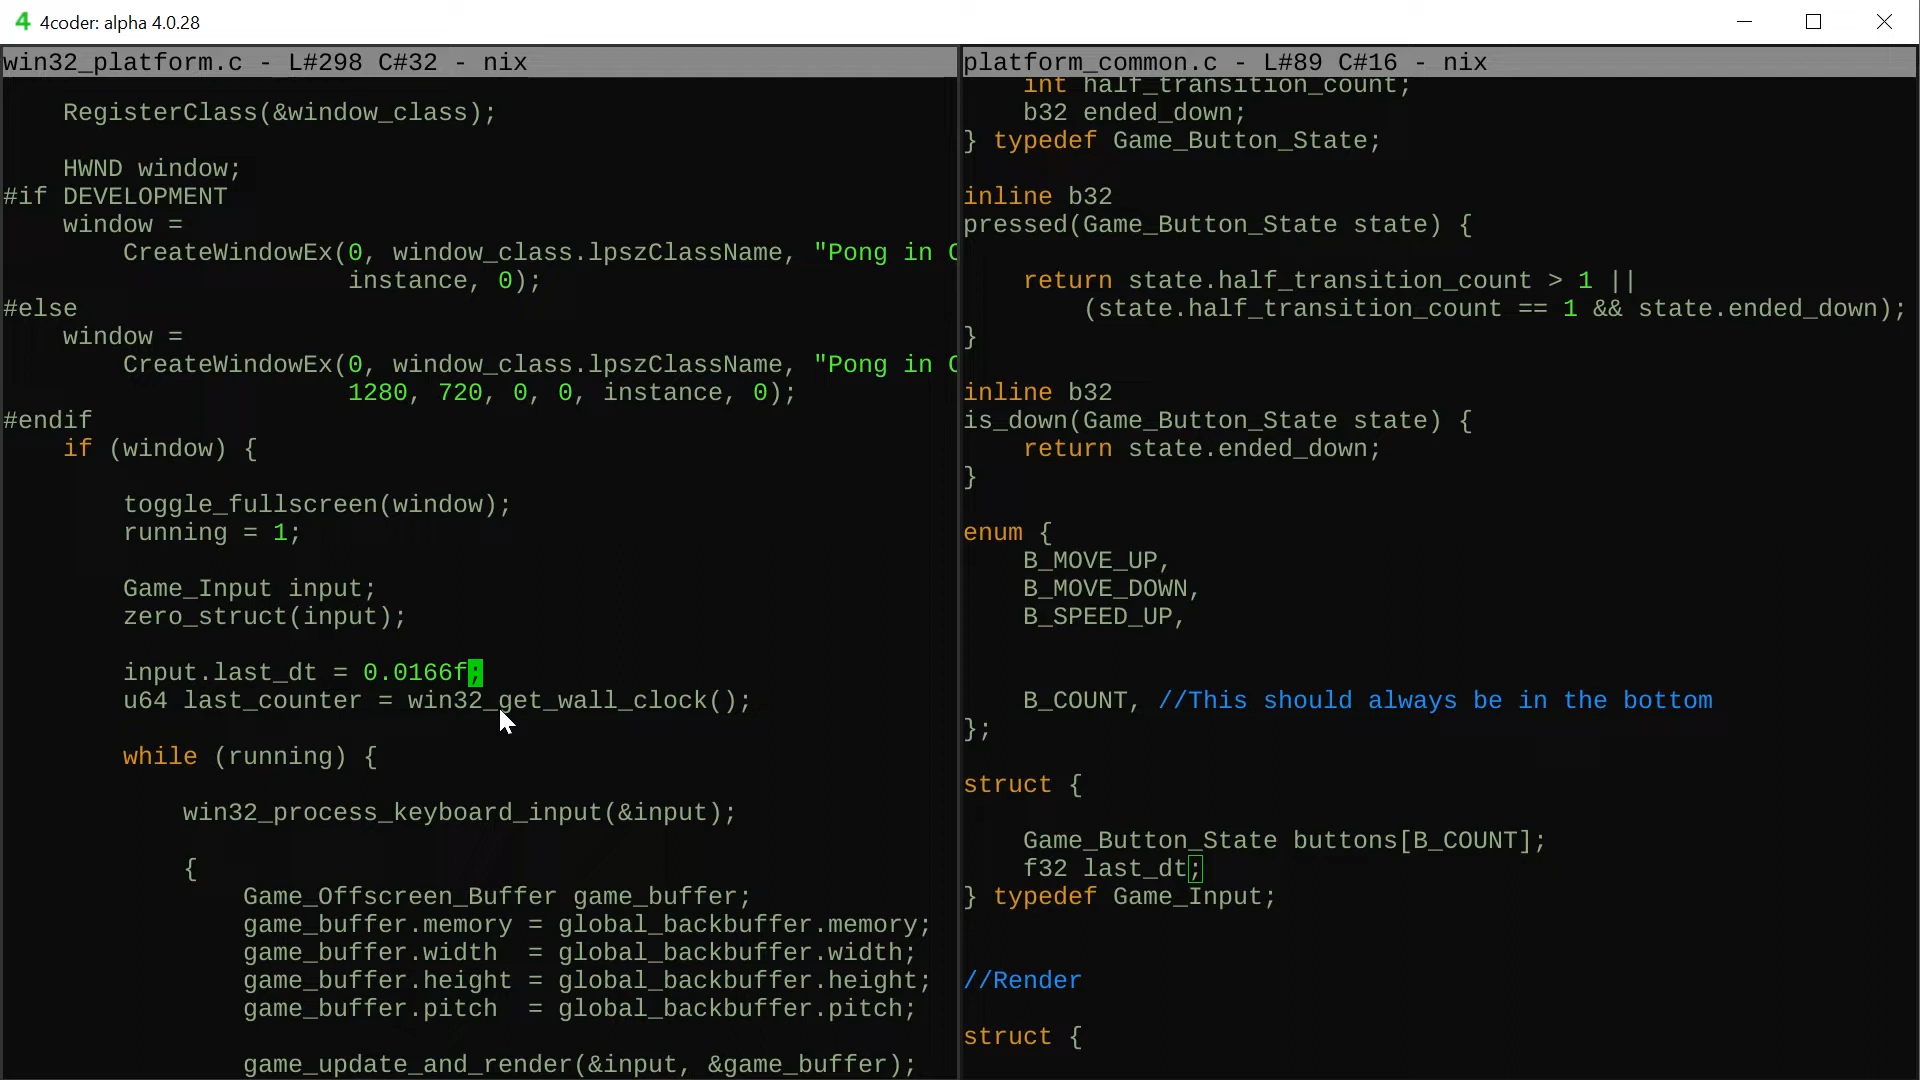 4coder: alpha 4.0.28
win32_platform.c - L#298 C#32 - nix
RegisterClass(&window_class);
HWND window;
#if DEVELOPMENT
window =
CreateWindowEx(0, window_class.lpszClassName, "Pong in
instance, 0);
#else
window =
CreateWindowEx(0, window_class.lpszClassName, "Pong in
1280, 720, 0, 0, instance, 0);
#endif
if (window) {
toggle_fullscreen(window);
running = 1;
Game_Input input;
zero_struct(input);
input.last_dt = 0.0166f;
u64 last_counter = win32_get_wall_clock();
while (running) {
win32_process_keyboard_input(&input);
{
Game_Offscreen_Buffer game_buffer;
game_buffer.memory = global_backbuffer.memory;
game_buffer.width  = global_backbuffer.width;
game_buffer.height = global_backbuffer.height;
game_buffer.pitch  = global_backbuffer.pitch;
game_update_and_render(&input, &game_buffer);
platform_common.c - L#89 C#16 - nix
int half_transition_count;
b32 ended_down;
} typedef Game_Button_State;
inline b32
pressed(Game_Button_State state) {
return state.half_transition_count > 1 ||
(state.half_transition_count == 1 && state.ended_down);
}
inline b32
is_down(Game_Button_State state) {
return state.ended_down;
}
enum {
B_MOVE_UP,
B_MOVE_DOWN,
B_SPEED_UP,
B_COUNT, //This should always be in the bottom
};
struct {
Game_Button_State buttons[B_COUNT];
f32 last_dt;
} typedef Game_Input;
//Render
struct {